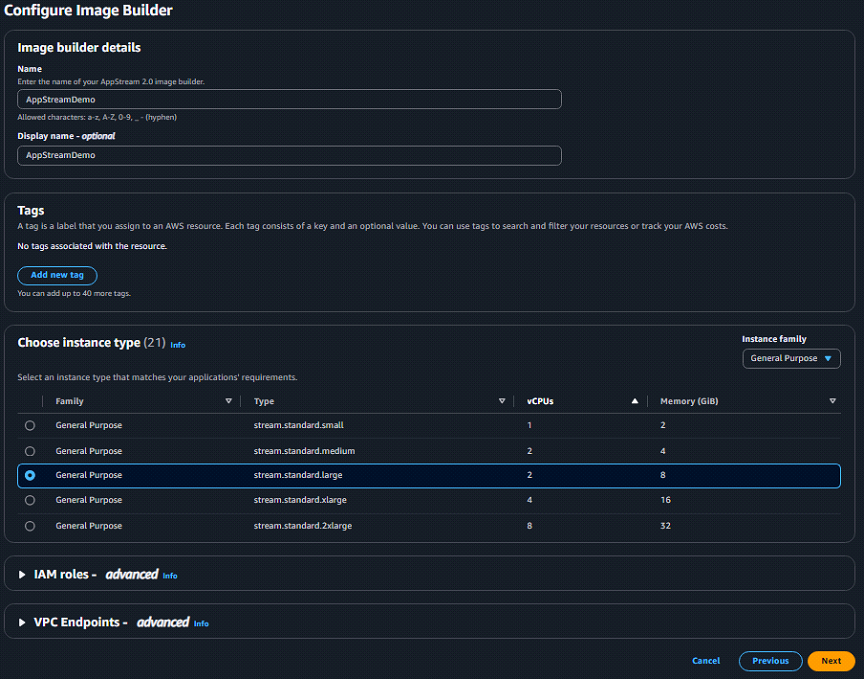 Configure Image Builder
Image builder details
Name
Enter the name of your AppStream 2.0 image builder.
AppStreamDemo
Allowed characters: a-z, A-Z, 0-9, _ - (hyphen)
Display name - optional
AppStreamDemo
Tags
A tag is a label that you assign to an AWS resource. Each tag consists of a key and an optional value. You can use tags to search and filter your resources or track your AWS costs.
No tags associated with the resource.
Add new tag
You can add up to 40 more tags.
Choose instance type (21) Info
Instance family
General Purpose
Select an instance type that matches your applications' requirements.
Family Type vCPUs Memory (GiB)
General Purpose stream.standard.small 1 2
General Purpose stream.standard.medium 2 4
General Purpose stream.standard.large 2 8
General Purpose stream.standard.xlarge 4 16
General Purpose stream.standard.2xlarge 8 32
IAM roles - advanced Info
VPC Endpoints - advanced Info
Cancel Previous Next